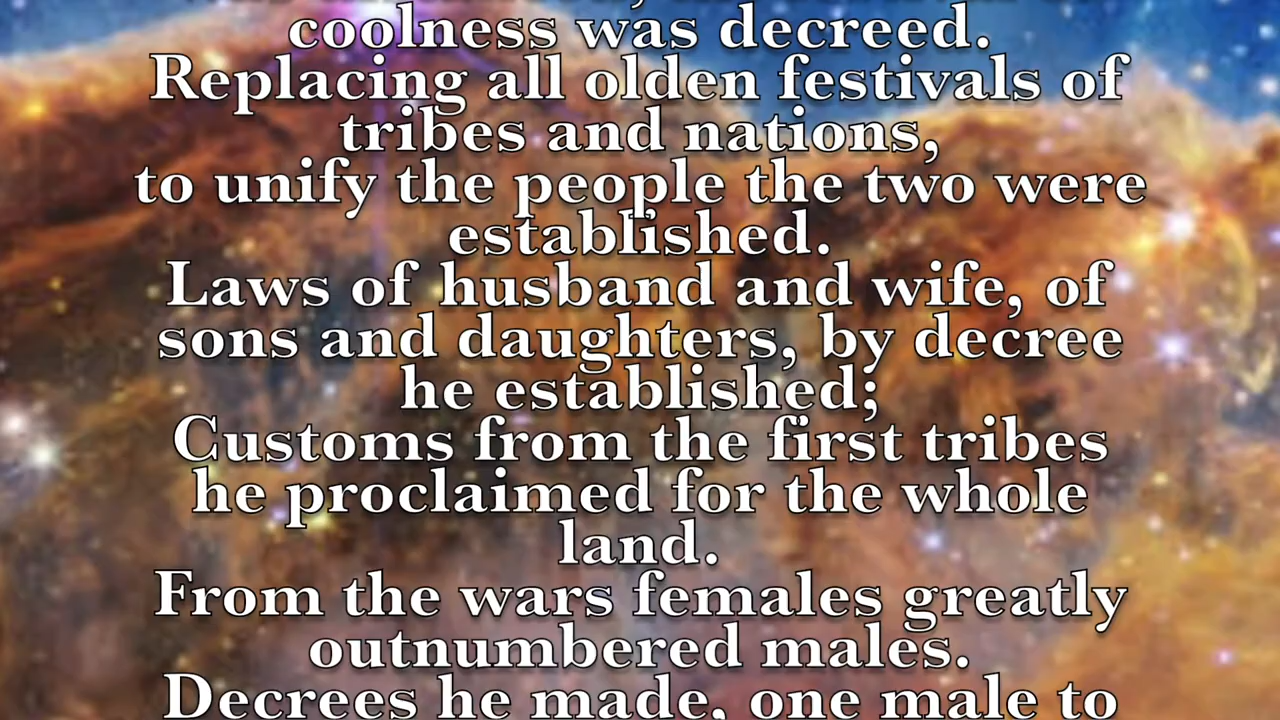 coolness was decreed.
Replacing all olden festivals of
tribes and nations,
to unify the people the two were
established.
Laws of husband and wife, of
sons and daughters, by decree
he established;
Customs from the first tribes
he proclaimed for the whole
land.
From the wars females greatly
outnumbered males.
Decrees he made, one male to